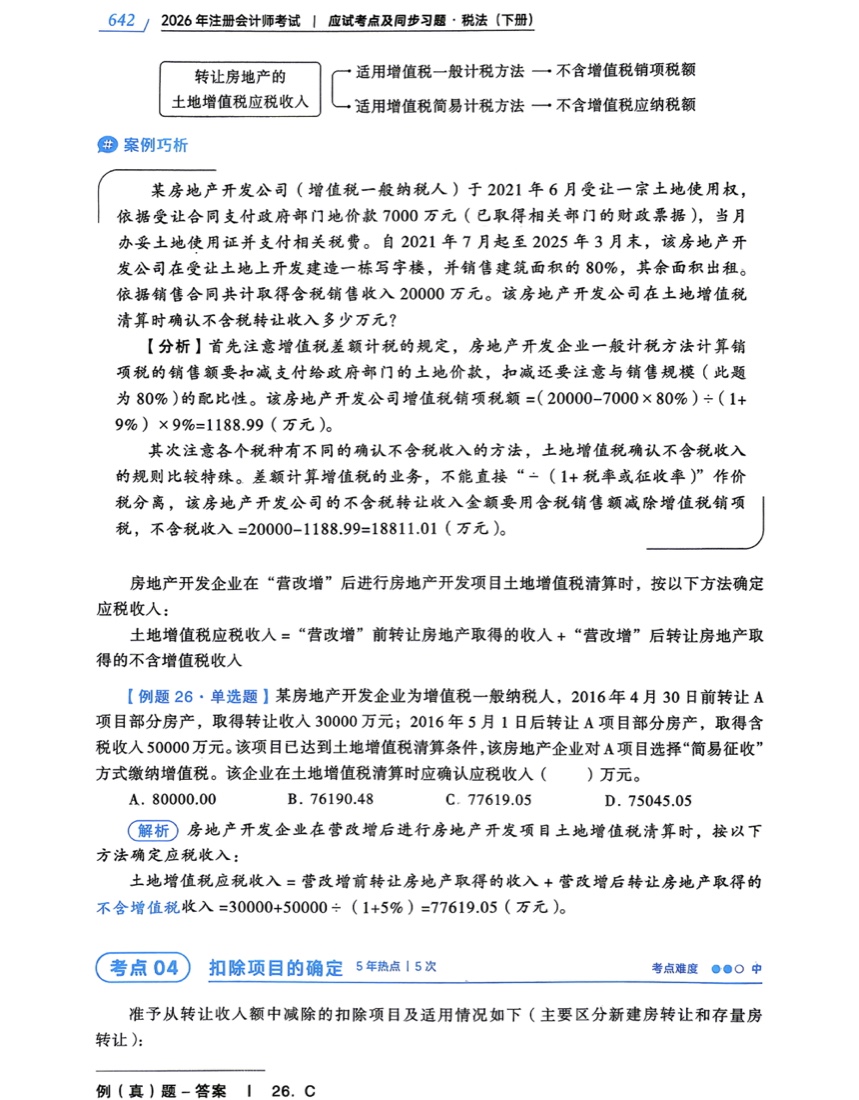 642 / 2026年注册会计师考试 | 应试考点及同步习题·税法（下册）
转让房地产的
土地增值税应税收入
适用增值税一般计税方法 → 不含增值税销项税额
适用增值税简易计税方法 → 不含增值税应纳税额
# 案例巧析
某房地产开发公司（增值税一般纳税人）于2021年6月受让一宗土地使用权，
依据受让合同支付政府部门地价款7000万元（已取得相关部门的财政票据），当月
办妥土地使用证并支付相关税费。自2021年7月起至2025年3月末，该房地产开
发公司在受让土地上开发建造一栋写字楼，并销售建筑面积的80%，其余面积出租。
依据销售合同共计取得含税销售收入20000万元。该房地产开发公司在土地增值税
清算时确认不含税转让收入多少万元？
【分析】首先注意增值税差额计税的规定，房地产开发企业一般计税方法计算销
项税的销售额要扣减支付给政府部门的土地价款，扣减还要注意与销售规模（此题
为80%）的配比性。该房地产开发公司增值税销项税额=（20000-7000×80%）÷（1+
9%）×9%=1188.99（万元）。
其次注意各个税种有不同的确认不含税收入的方法，土地增值税确认不含税收入
的规则比较特殊。差额计算增值税的业务，不能直接“÷（1+税率或征收率）”作价
税分离，该房地产开发公司的不含税转让收入金额要用含税销售额减除增值税销项
税，不含税收入=20000-1188.99=18811.01（万元）。
房地产开发企业在“营改增”后进行房地产开发项目土地增值税清算时，按以下方法确定
应税收入：
土地增值税应税收入=“营改增”前转让房地产取得的收入+“营改增”后转让房地产取
得的不含增值税收入
【例题26·单选题】某房地产开发企业为增值税一般纳税人，2016年4月30日前转让A
项目部分房产，取得转让收入30000万元；2016年5月1日后转让A项目部分房产，取得含
税收入50000万元。该项目已达到土地增值税清算条件，该房地产企业对A项目选择“简易征收”
方式缴纳增值税。该企业在土地增值税清算时应确认应税收入（　　）万元。
A. 80000.00 B. 76190.48 C. 77619.05 D. 75045.05
解析 房地产开发企业在营改增后进行房地产开发项目土地增值税清算时，按以下
方法确定应税收入：
土地增值税应税收入=营改增前转让房地产取得的收入+营改增后转让房地产取得的
不含增值税收入=30000+50000÷（1+5%）=77619.05（万元）。
考点04 扣除项目的确定 5年热点|5次 考点难度 ●●○ 中
准予从转让收入额中减除的扣除项目及适用情况如下（主要区分新建房转让和存量房
转让）：
例（真）题-答案 | 26. C